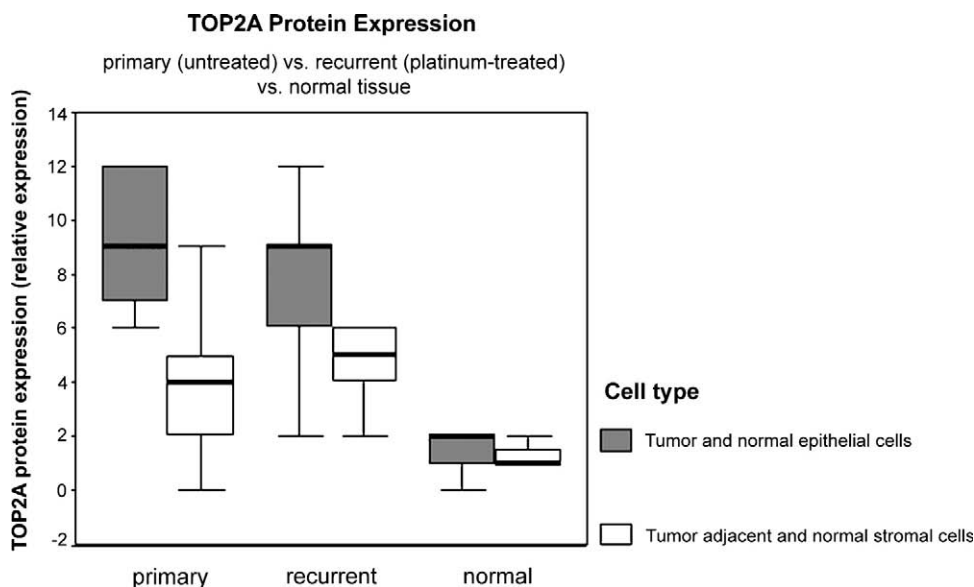 TOP2A Protein Expression
primary (untreated) vs. recurrent (platinum-treated)
vs. normal tissue
TOP2A protein expression (relative expression)
14
12
10
8
6
4
2
0
-2
primary
recurrent
normal
Cell type
Tumor and normal epithelial cells
Tumor adjacent and normal stromal cells